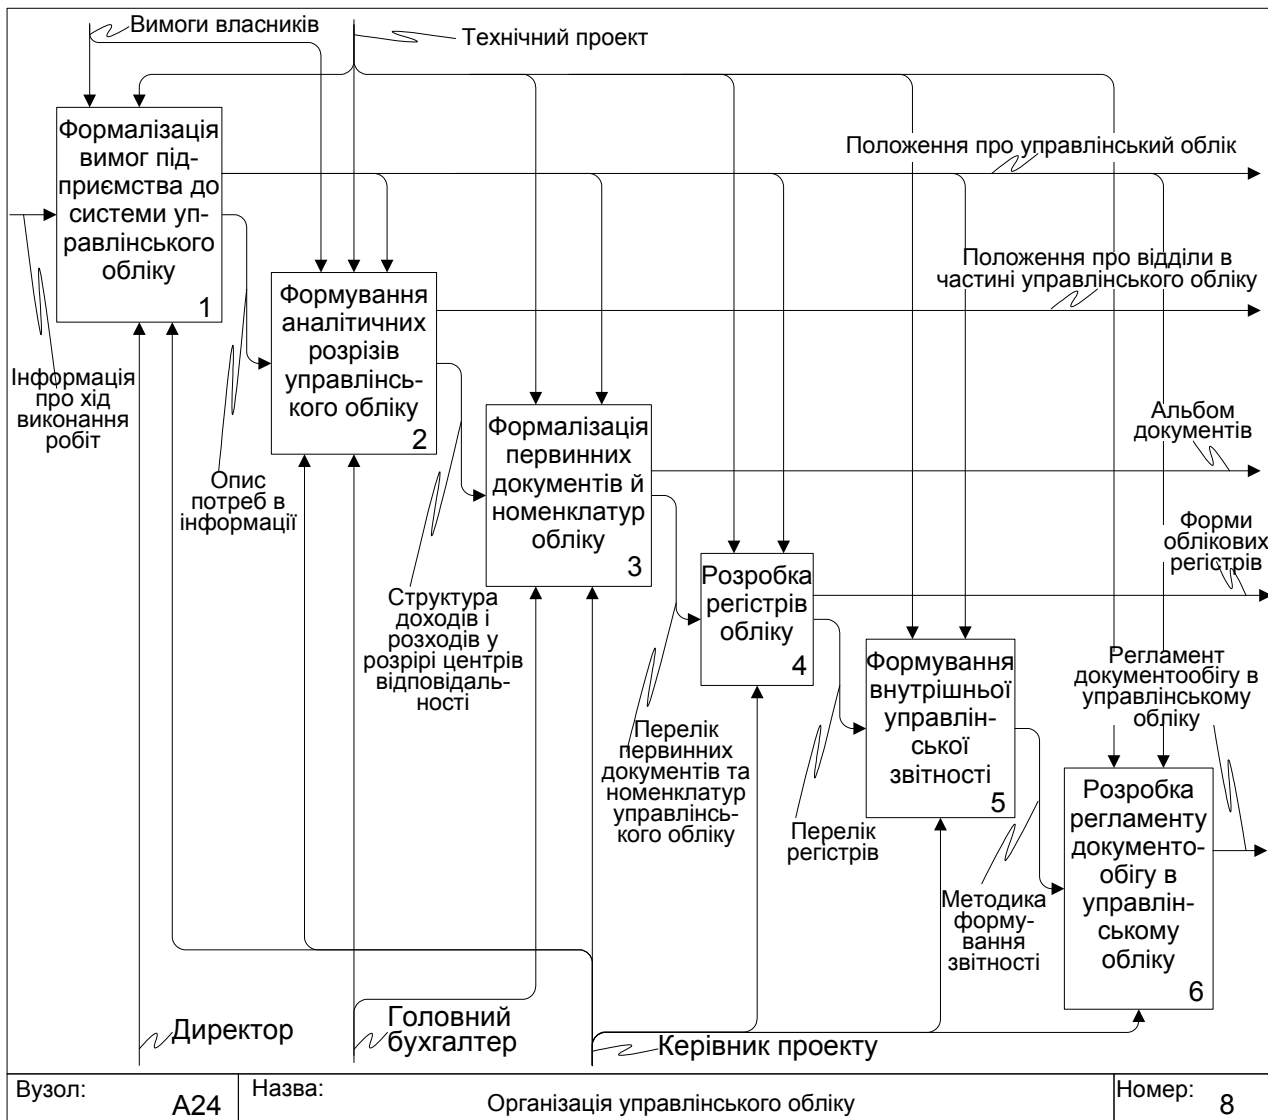 Вимоги власників
Технічний проект
Формалізація
вимог під-
приємства до
системи уп-
равлінського
обліку
1
Положення про управлінський облік
Положення про відділи в
частині управлінського обліку
Формування
аналітичних
розрізів
управлінсь-
кого обліку
2
Інформація
про хід
виконання
робіт
Опис
потреб в
інформації
Альбом
документів
Формалізація
первинних
документів й
номенклатур
обліку
3
Форми
облікових
регістрів
Структура
доходів і
розходів у
розрірі центрів
відповідаль-
ності
Розробка
регістрів
обліку
4
Формування
внутрішньої
управлін-
ської
звітності
5
Регламент
документообігу в
управлінському
обліку
Перелік
первинних
документів та
номенклатур
управлінсь-
кого обліку
Перелік
регістрів
Розробка
регламенту
документо-
обігу в
управлін-
ському
обліку
6
Методика
форму-
вання
звітності
Директор
Головний
бухгалтер
Керівник проекту
Вузол:
А24
Назва:
Організація управлінського обліку
Номер:
8